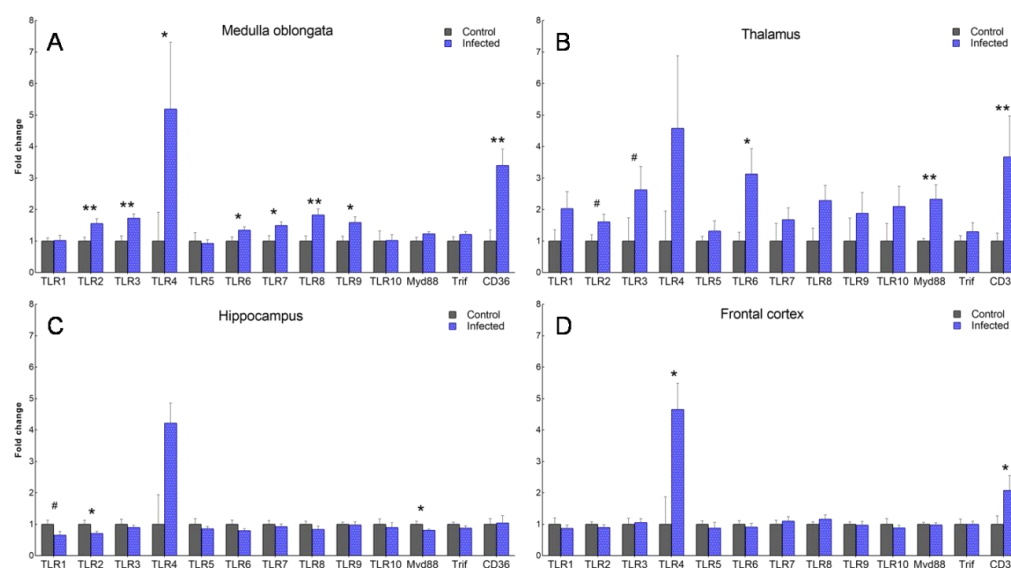 A
Medulla oblongata
Control
Infected
Fold change
8
7
6
5
4
3
2
1
0
*
** ** * * ** * **
TLR1 TLR2 TLR3 TLR4 TLR5 TLR6 TLR7 TLR8 TLR9 TLR10 Myd88 Trif CD36
B
Thalamus
Control
Infected
8
7
6
5
4
3
2
1
0
# # * ** **
TLR1 TLR2 TLR3 TLR4 TLR5 TLR6 TLR7 TLR8 TLR9 TLR10 Myd88 Trif CD3
C
Hippocampus
Control
Infected
Fold change
8
7
6
5
4
3
2
1
0
# * *
TLR1 TLR2 TLR3 TLR4 TLR5 TLR6 TLR7 TLR8 TLR9 TLR10 Myd88 Trif CD36
D
Frontal cortex
Control
Infected
8
7
6
5
4
3
2
1
0
* *
TLR1 TLR2 TLR3 TLR4 TLR5 TLR6 TLR7 TLR8 TLR9 TLR10 Myd88 Trif CD3